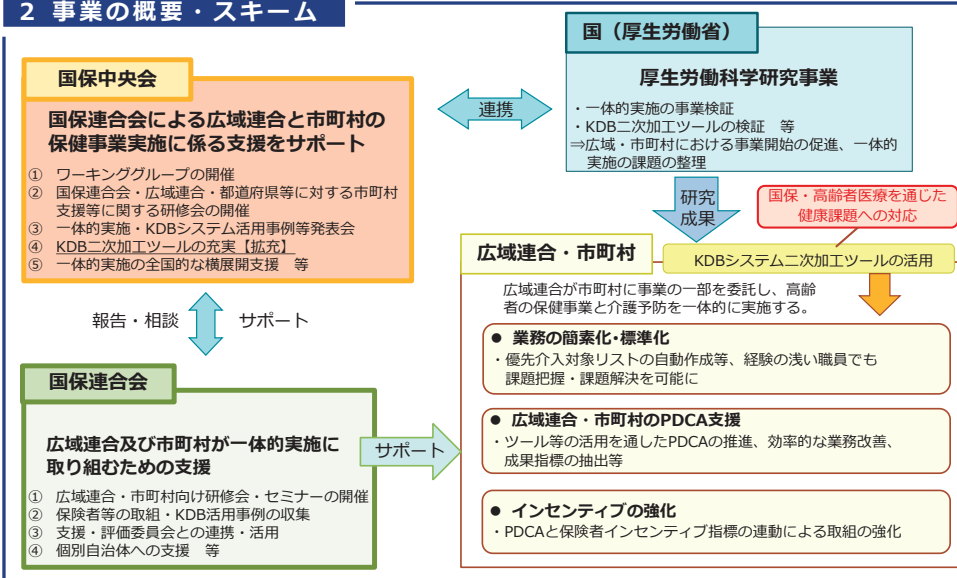 2 事業の概要・スキーム
国保中央会
国保連合会による広域連合と市町村の
保健事業実施に係る支援をサポート
① ワーキンググループの開催
② 国保連合会・広域連合・都道府県等に対する市町村
支援等に関する研修会の開催
③ 一体的実施・KDBシステム活用事例等発表会
④ KDB二次加工ツールの充実【拡充】
⑤ 一体的実施の全国的な横展開支援 等
連携
国（厚生労働省）
厚生労働科学研究事業
・一体的実施の事業検証
・KDB二次加工ツールの検証 等
⇒広域・市町村における事業開始の促進、一体的
実施の課題の整理
研究
成果
国保・高齢者医療を通じた
健康課題への対応
報告・相談
サポート
国保連合会
広域連合及び市町村が一体的実施に
取り組むための支援
① 広域連合・市町村向け研修会・セミナーの開催
② 保険者等の取組・KDB活用事例の収集
③ 支援・評価委員会との連携・活用
④ 個別自治体への支援 等
サポート
広域連合・市町村
KDBシステム二次加工ツールの活用
広域連合が市町村に事業の一部を委託し、高齢
者の保健事業と介護予防を一体的に実施する。
● 業務の簡素化・標準化
・優先介入対象リストの自動作成等、経験の浅い職員でも
課題把握・課題解決を可能に
● 広域連合・市町村のPDCA支援
・ツール等の活用を通したPDCAの推進、効率的な業務改善、
成果指標の抽出等
● インセンティブの強化
・PDCAと保険者インセンティブ指標の連動による取組の強化